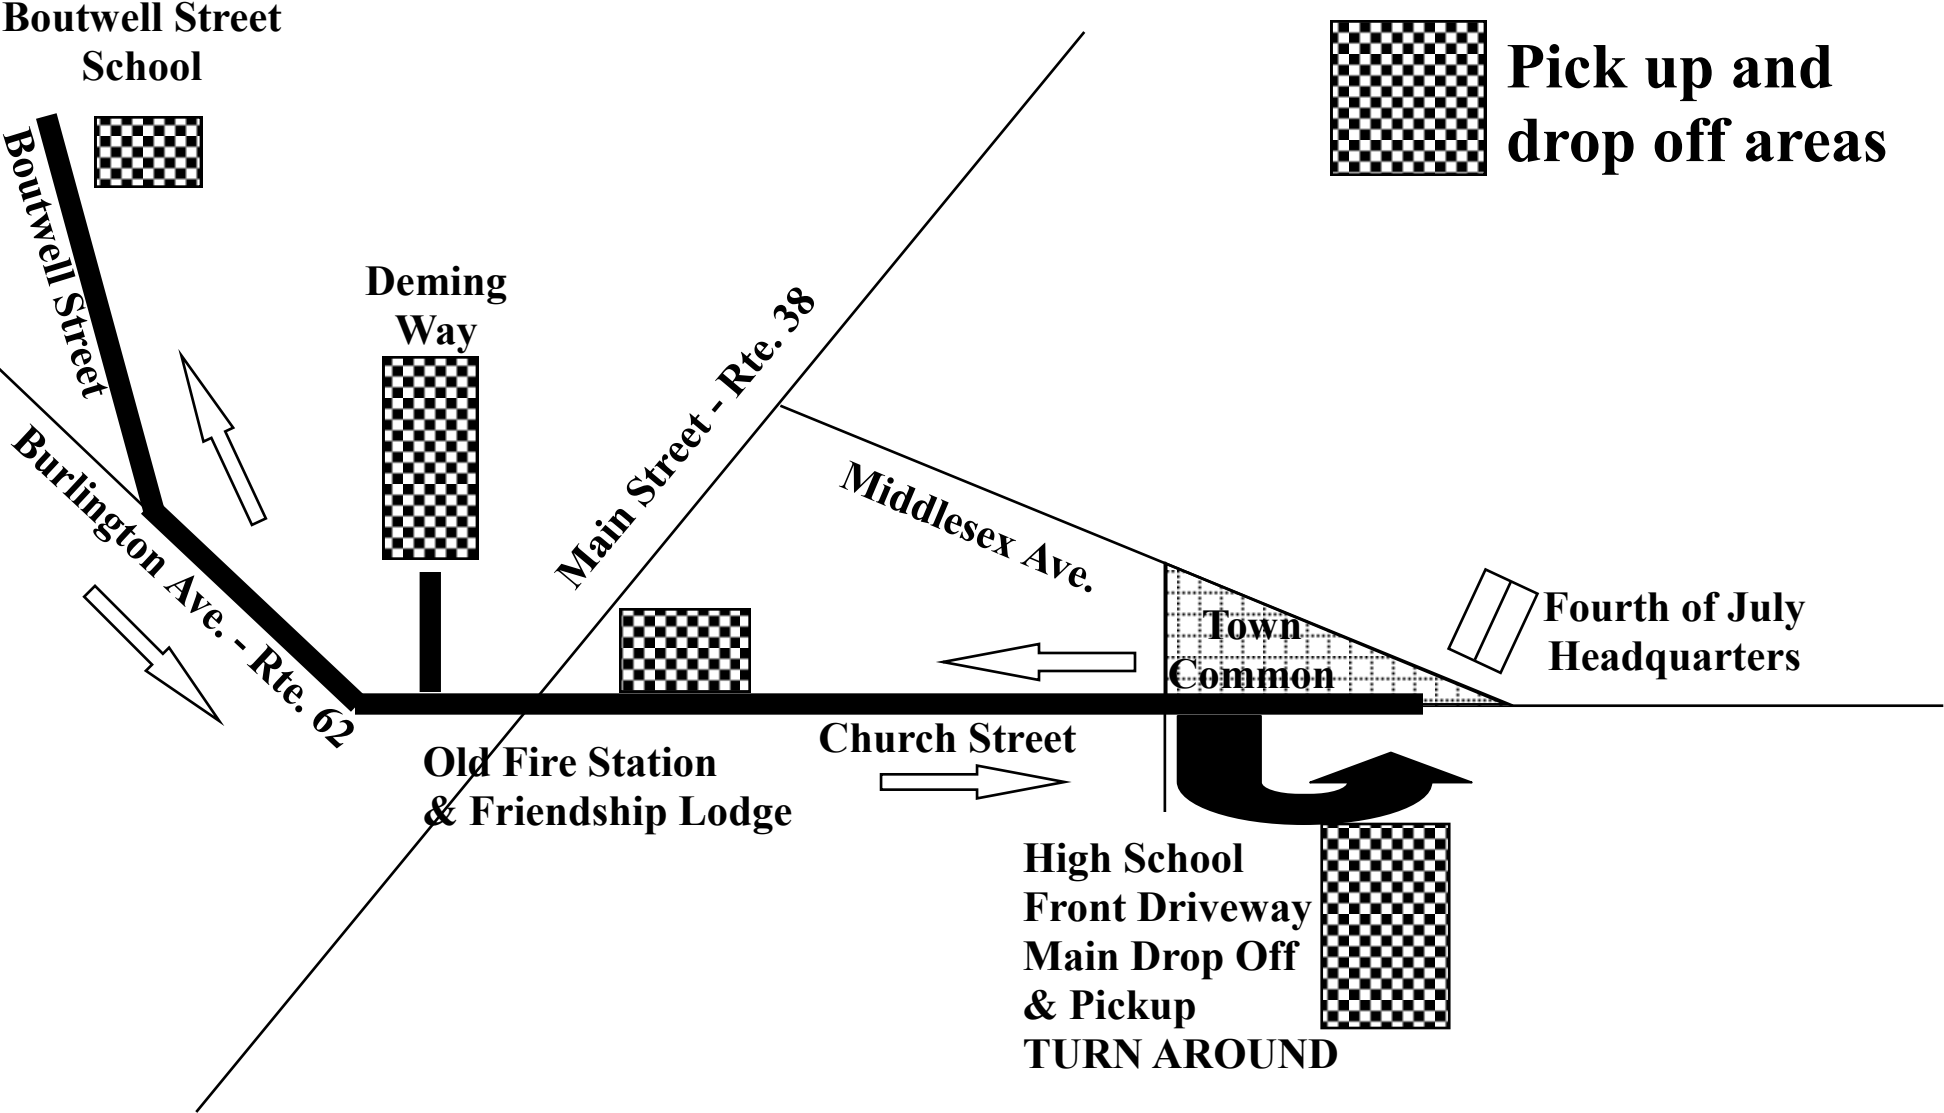 Boutwell Street
School
Pick up and
drop off areas
Boutwell Street
Deming
Way
Main Street - Rte. 38
Burlington Ave. - Rte. 62
Middlesex Ave.
Town
Common
Fourth of July
Headquarters
Church Street
Old Fire Station
& Friendship Lodge
High School
Front Driveway
Main Drop Off
& Pickup
TURN AROUND